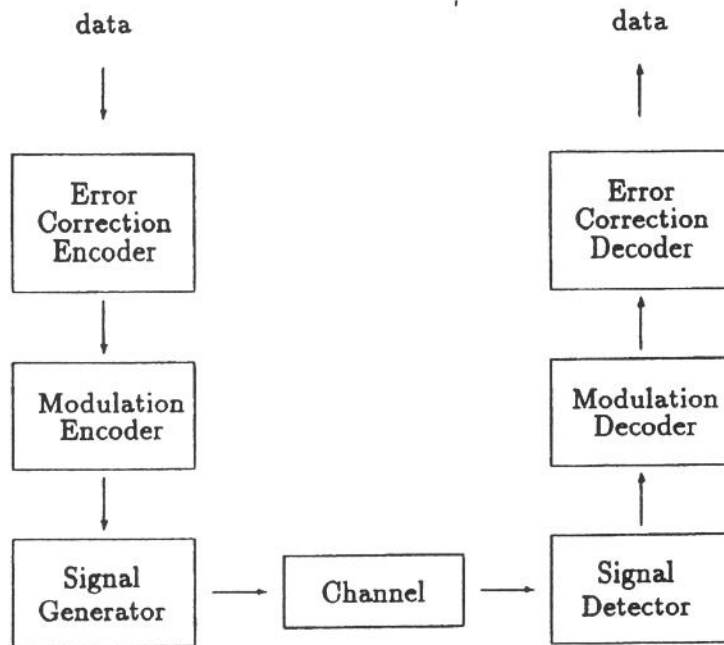 data
Error
Correction
Encoder
Modulation
Encoder
Signal
Generator
Channel
Signal
Detector
Modulation
Decoder
Error
Correction
Decoder
data